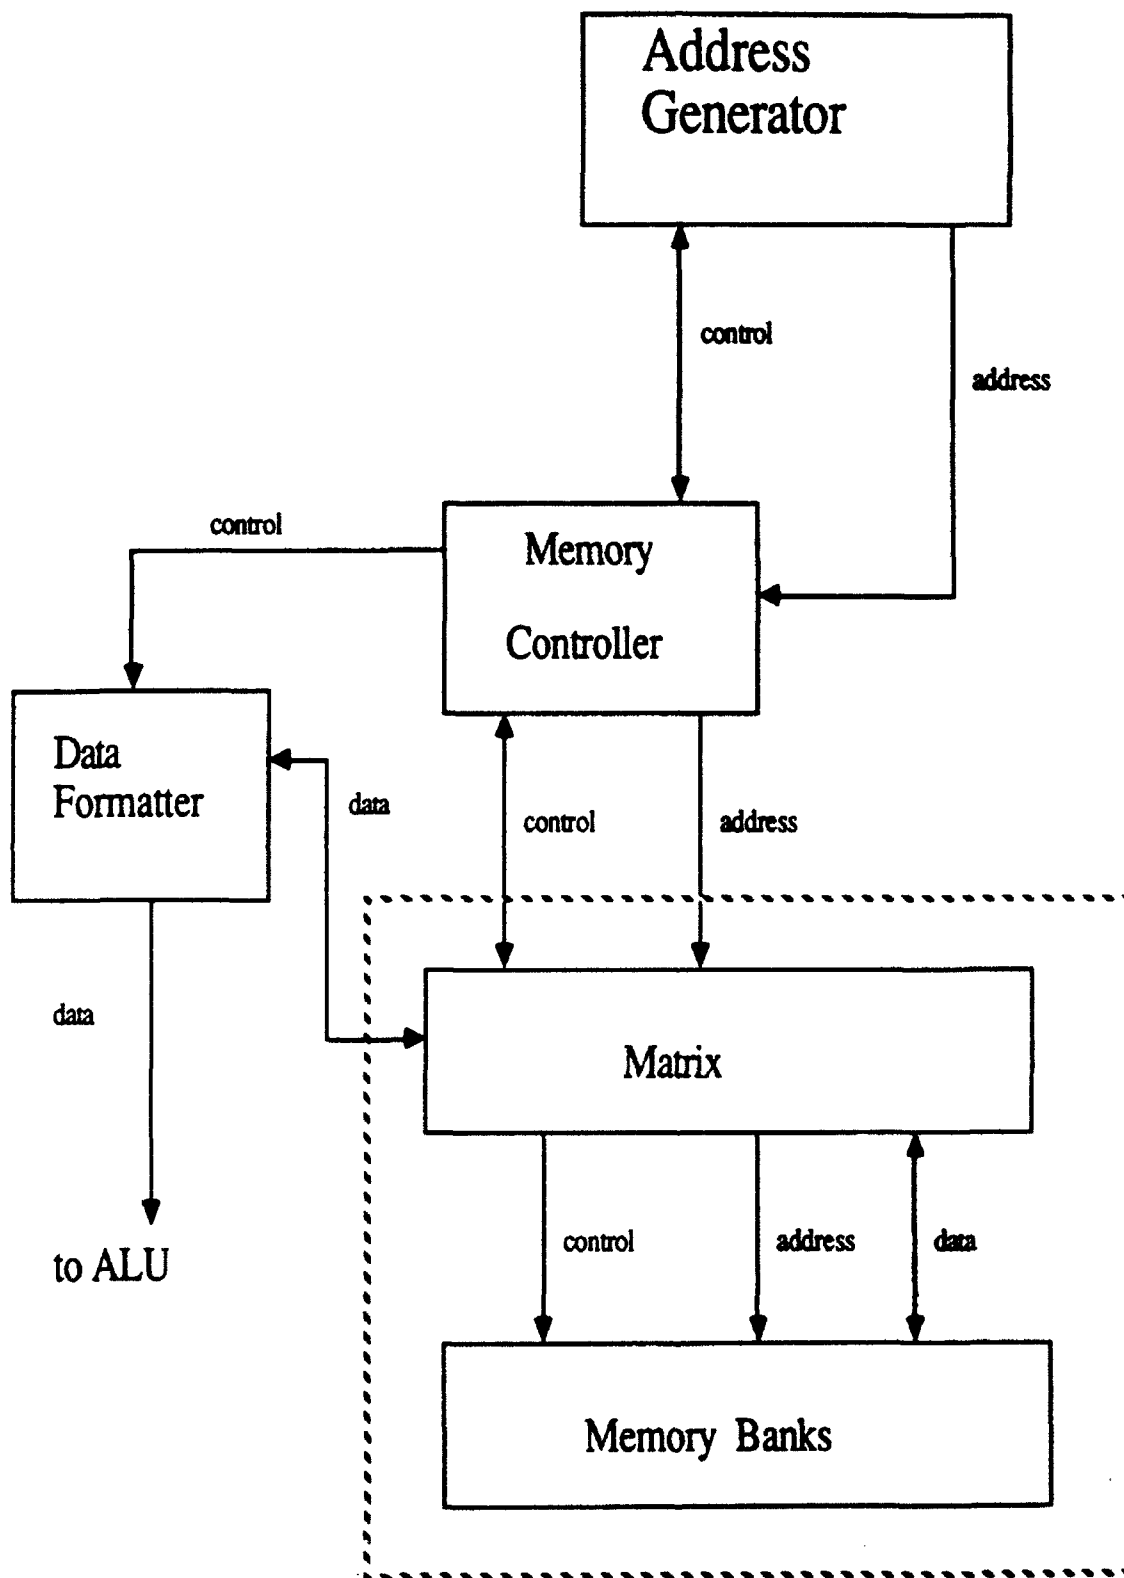 Address
Generator
control
address
control
Memory
Controller
Data
Formatter
data
control
address
data
Matrix
control
address
data
to ALU
Memory Banks